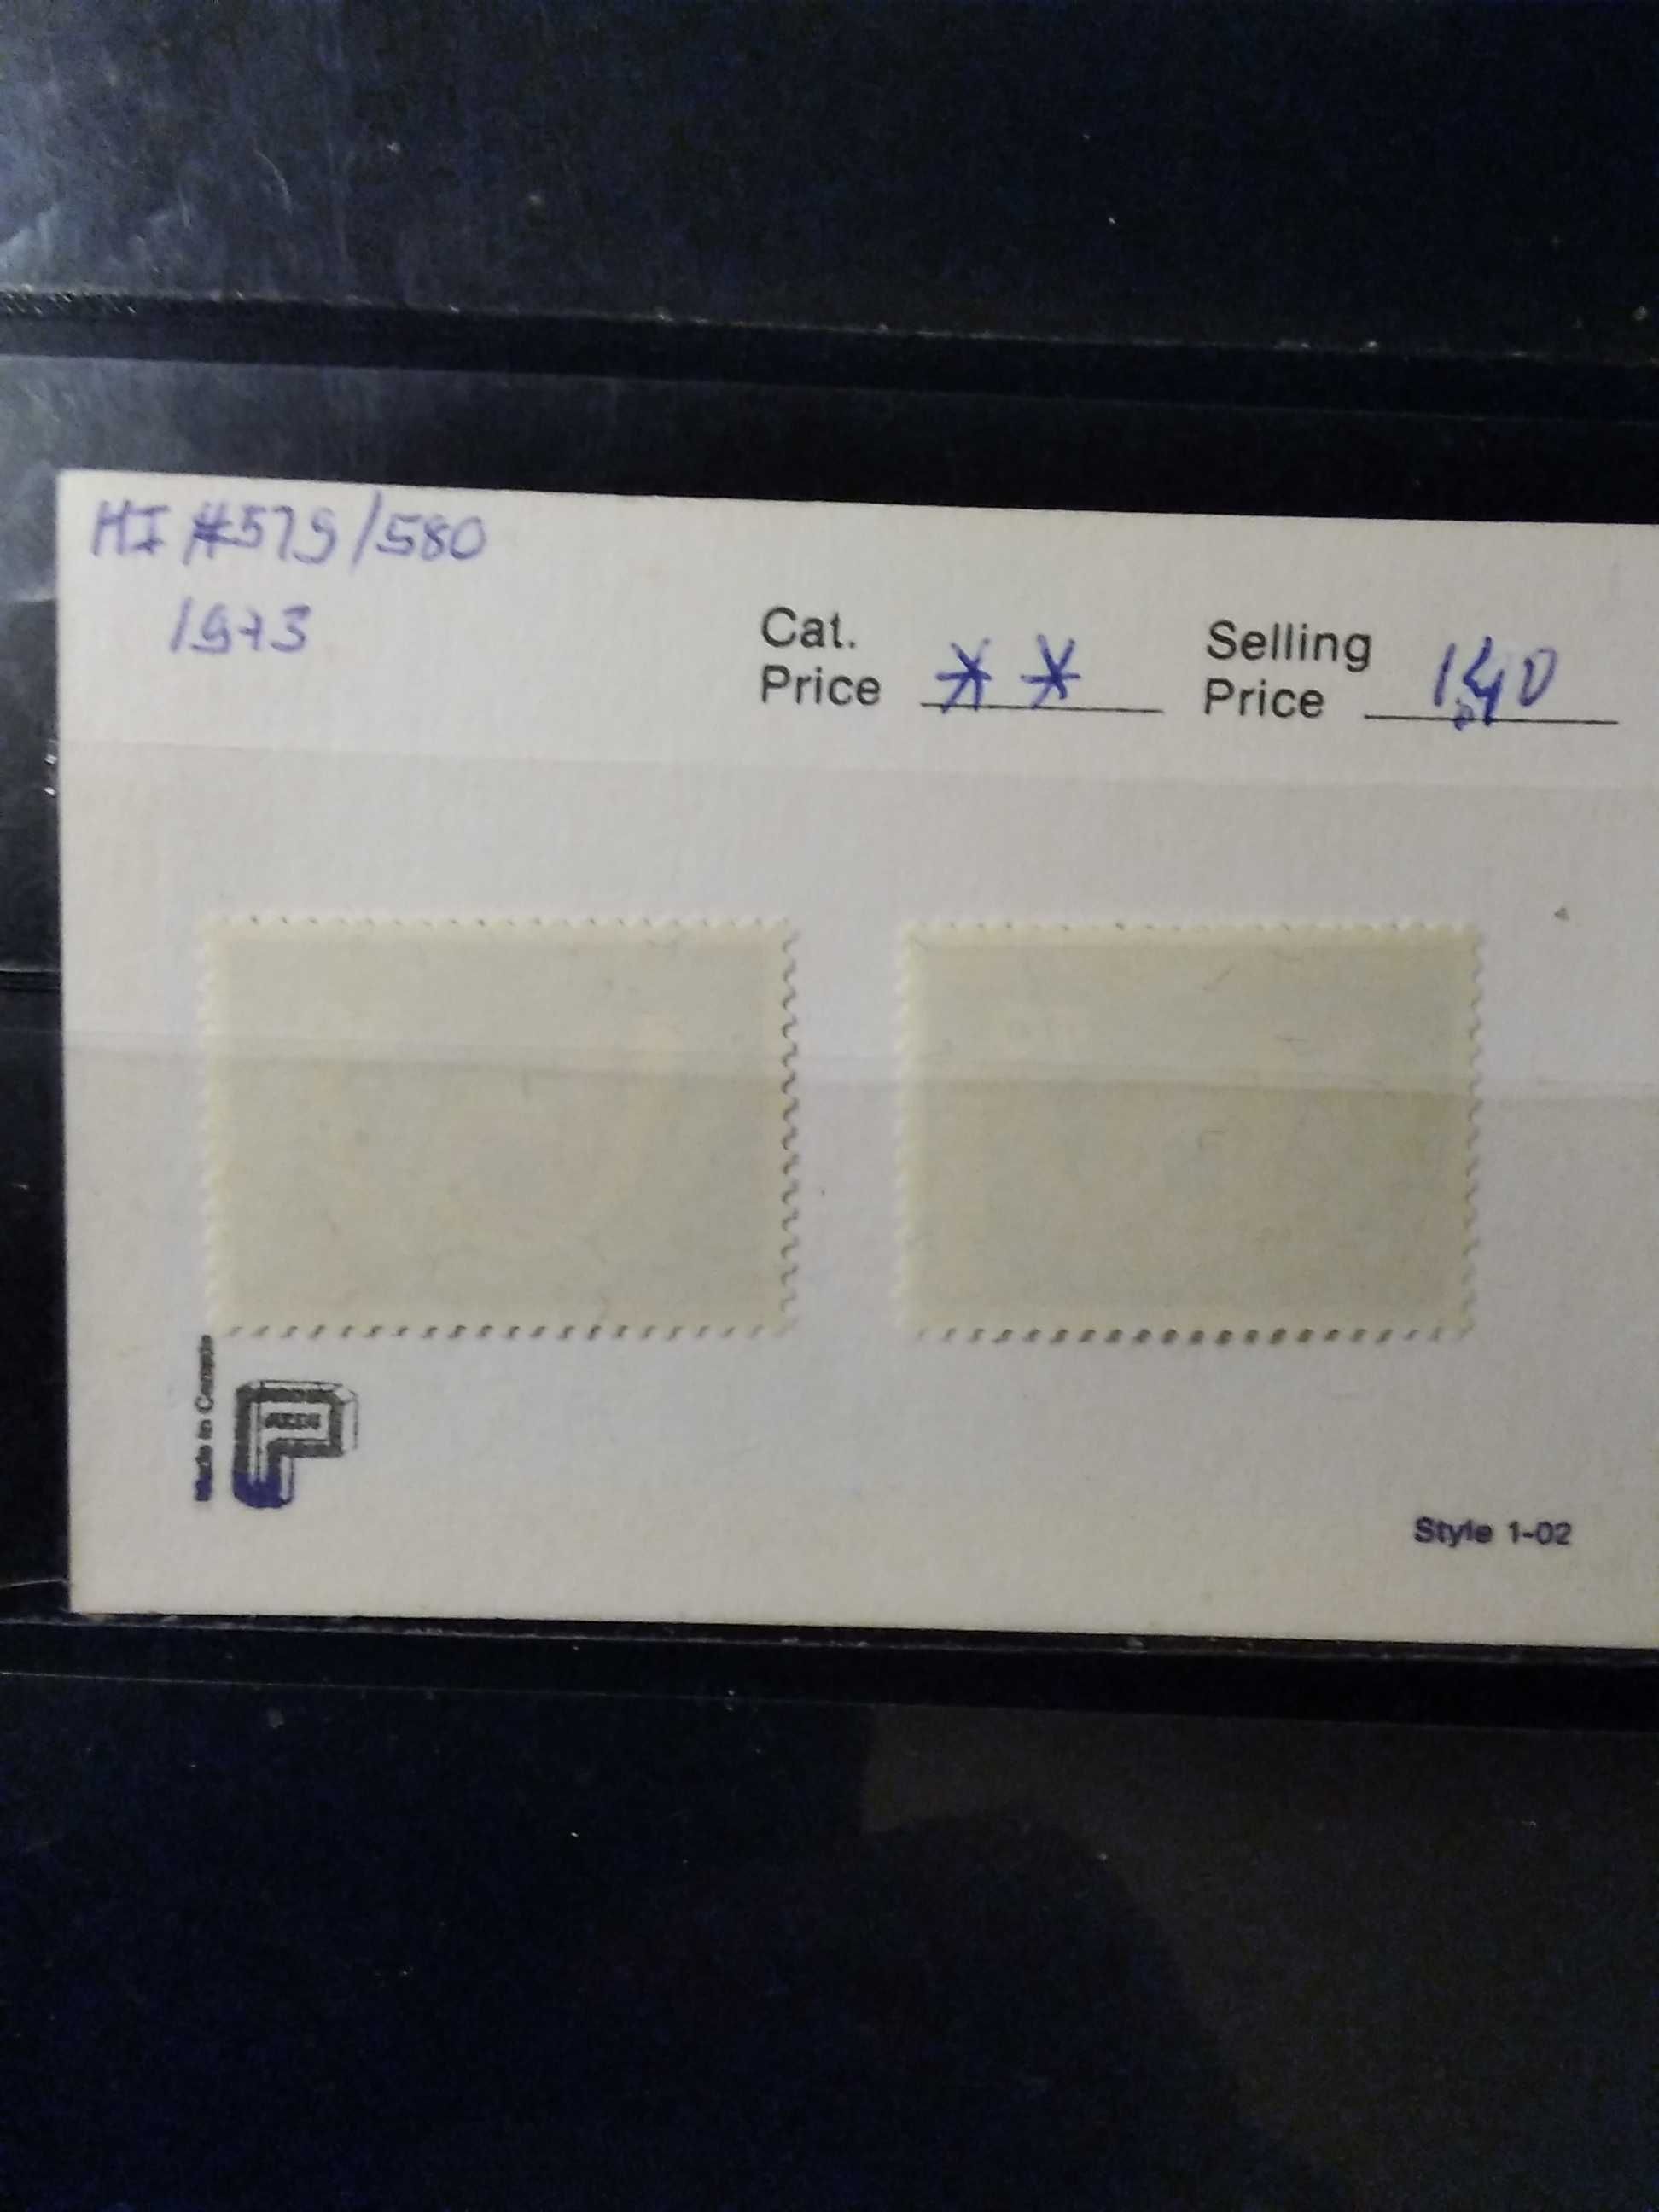 MI #579/580
1973
Cat.
Price * *
Selling
Price 1,40
Made in Canada
Style 1-02